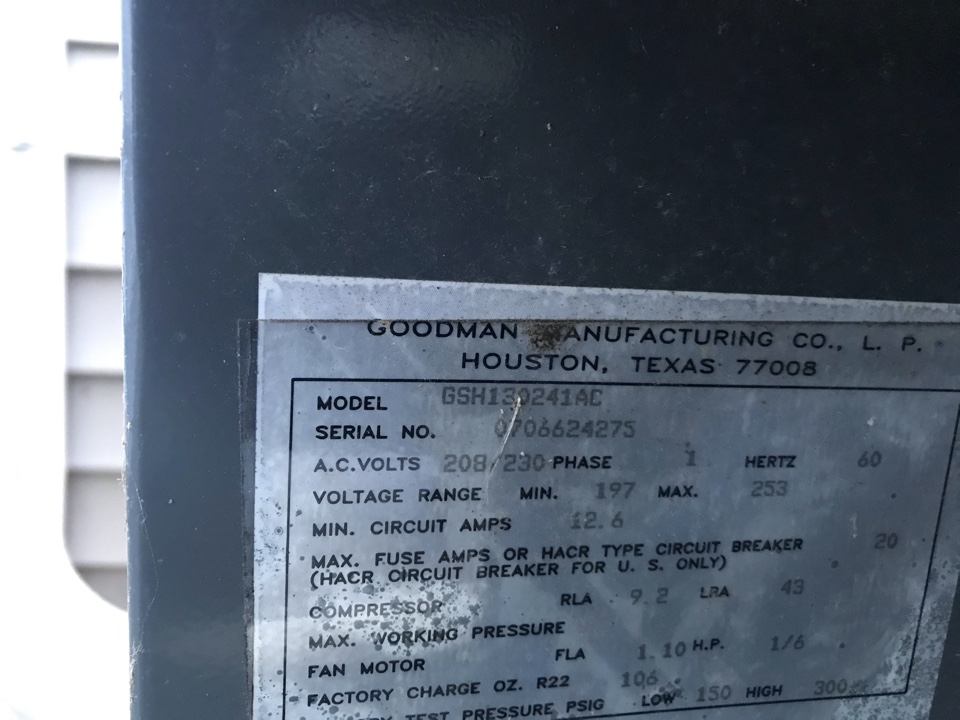 GOODMAN MANUFACTURING CO., L. P.
HOUSTON, TEXAS 77008
MODEL GSH130241AC
SERIAL NO. 0706624275
A.C.VOLTS 208/230 PHASE 1 HERTZ 60
VOLTAGE RANGE MIN. 197 MAX. 253
MIN. CIRCUIT AMPS 12.6
MAX. FUSE AMPS OR HACR TYPE CIRCUIT BREAKER 20
(HACR CIRCUIT BREAKER FOR U. S. ONLY)
COMPRESSOR RLA 9.2 LRA 43
MAX. WORKING PRESSURE
FAN MOTOR FLA 1.10 H.P. 1/6
FACTORY CHARGE OZ. R22 106
TEST PRESSURE PSIG LOW 150 HIGH 300